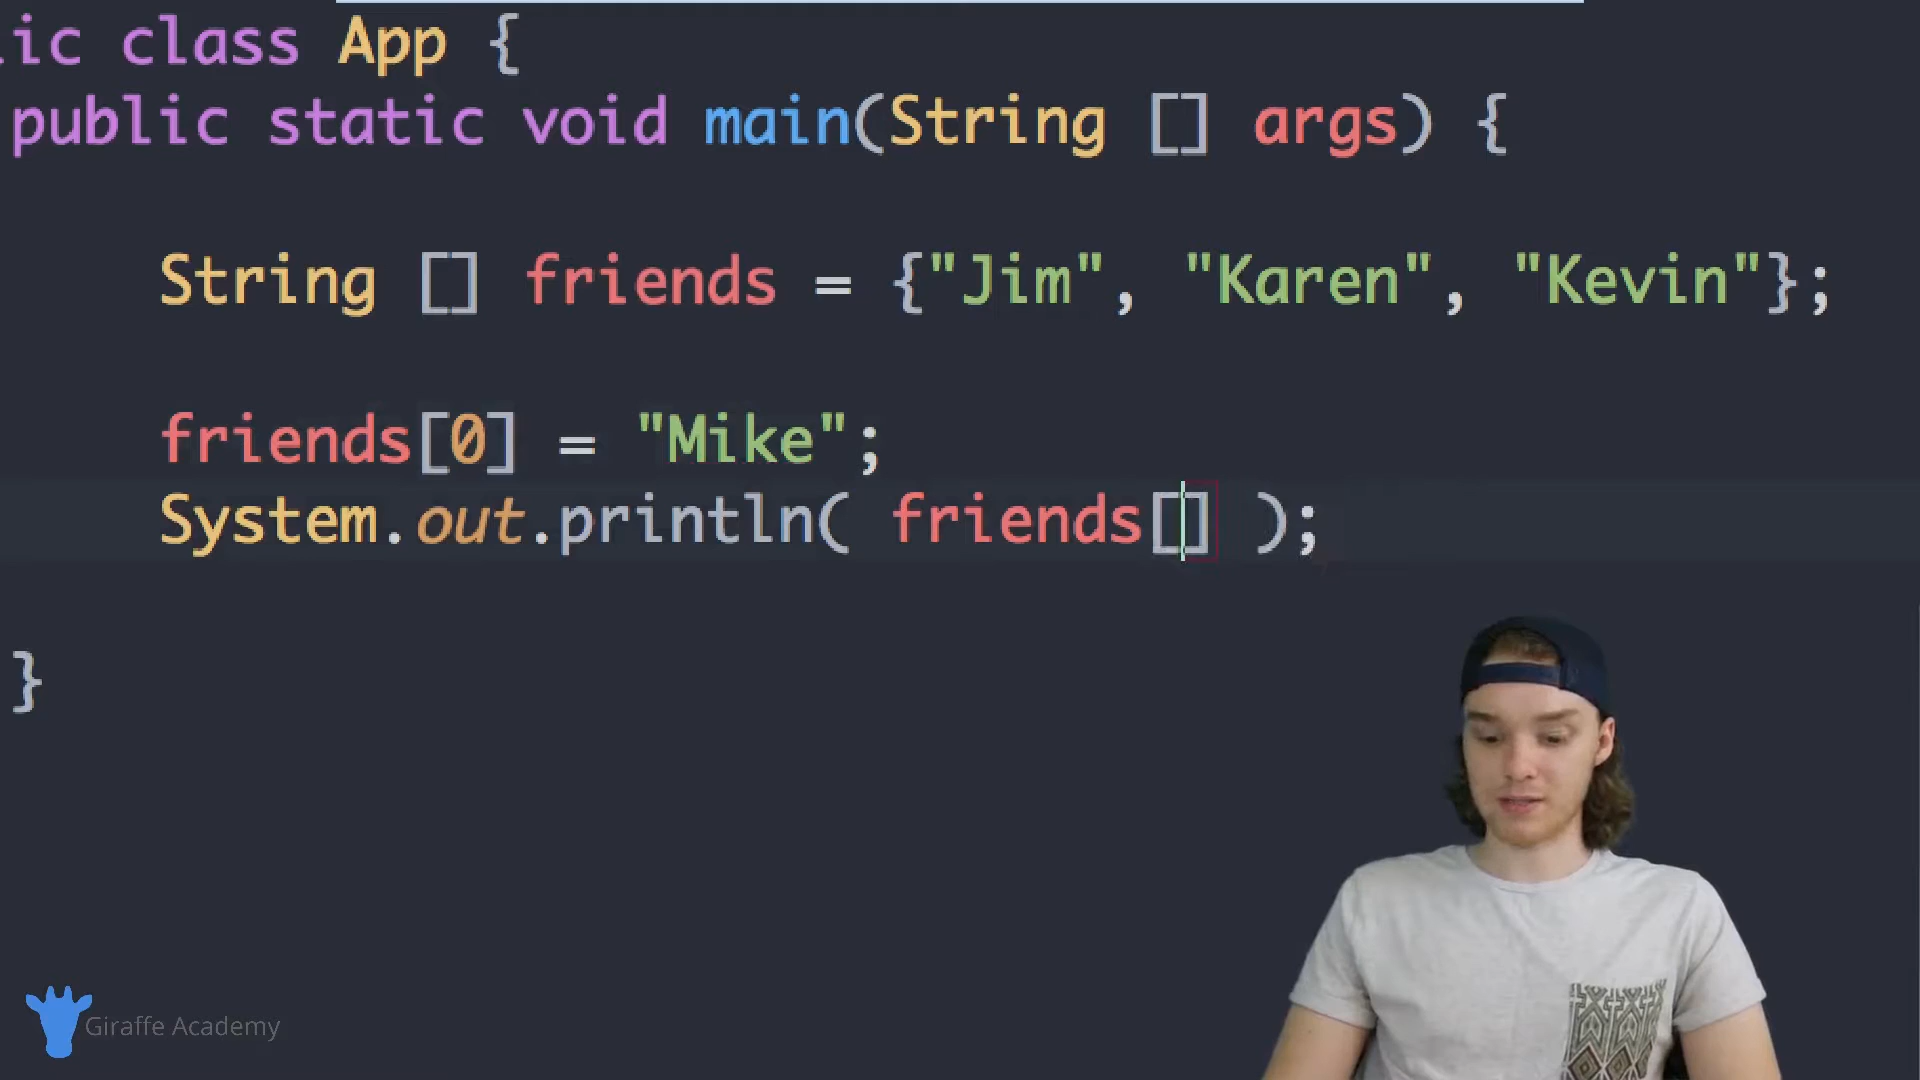 lic class App {
public static void main(String [] args) {
String [] friends = {"Jim", "Karen", "Kevin"};
friends[0] = "Mike";
System.out.println( friends[] );
}
Giraffe Academy